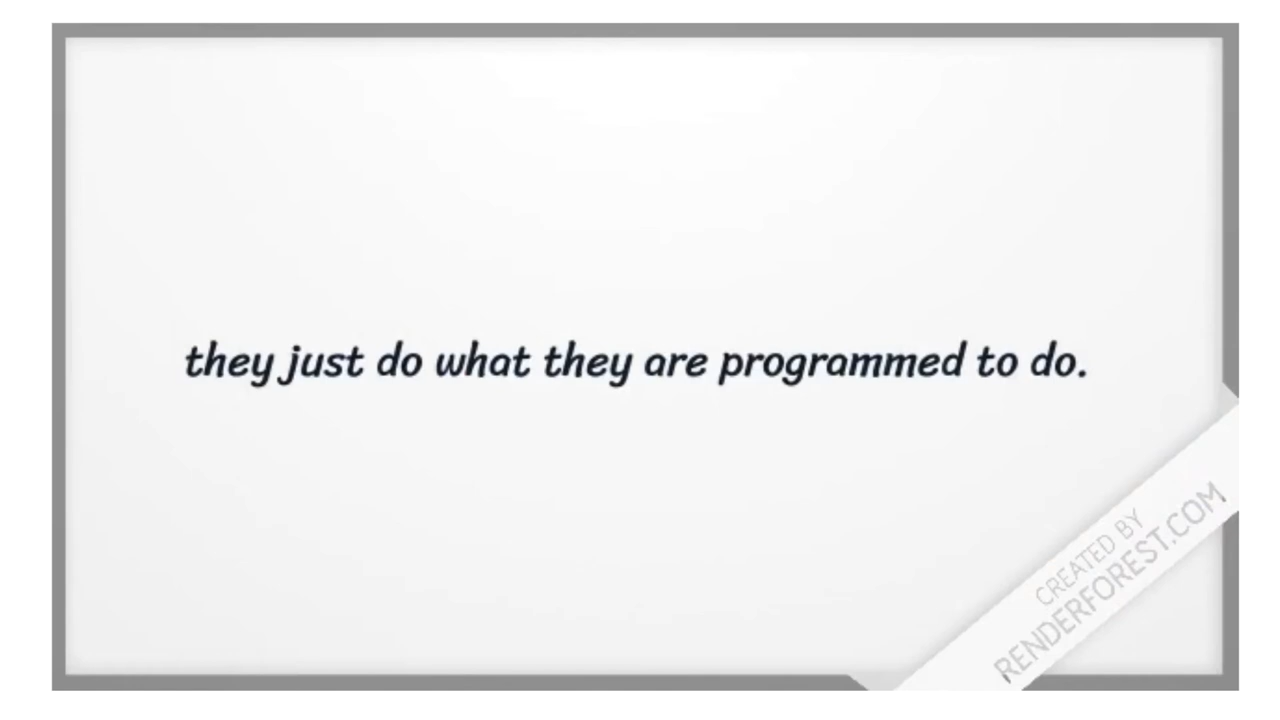 they just do what they are programmed to do.
CREATED BY
RENDERFOREST.COM